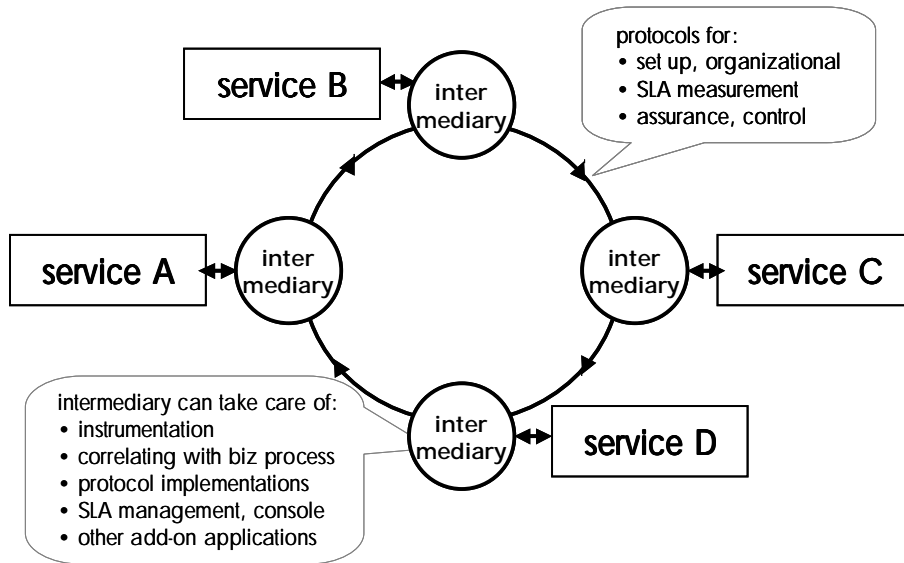 protocols for:
• set up, organizational
• SLA measurement
• assurance, control
service B
inter
mediary
service A
inter
mediary
inter
mediary
service C
intermediary can take care of:
• instrumentation
• correlating with biz process
• protocol implementations
• SLA management, console
• other add-on applications
inter
mediary
service D